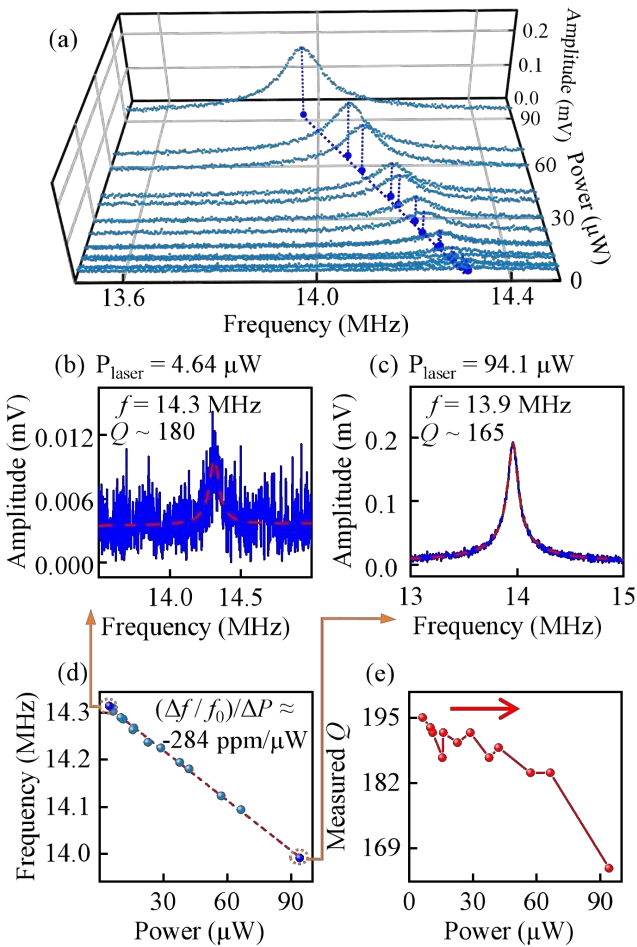 (a)
Amplitude (mV)
0.2
0.1
0.0
90
60
30
0
Power (µW)
13.6
14.0
14.4
Frequency (MHz)
(b) P_laser = 4.64 µW
f = 14.3 MHz
Q ~ 180
Amplitude (mV)
0.012
0.006
0.000
14.0 14.5
Frequency (MHz)
(c) P_laser = 94.1 µW
f = 13.9 MHz
Q ~ 165
Amplitude (mV)
0.2
0.1
0.0
13 14 15
Frequency (MHz)
(d)
(Δf / f₀)/ΔP ≈
-284 ppm/µW
Frequency (MHz)
14.3
14.2
14.1
14.0
0 30 60 90
Power (µW)
(e)
Measured Q
195
182
169
0 30 60 90
Power (µW)